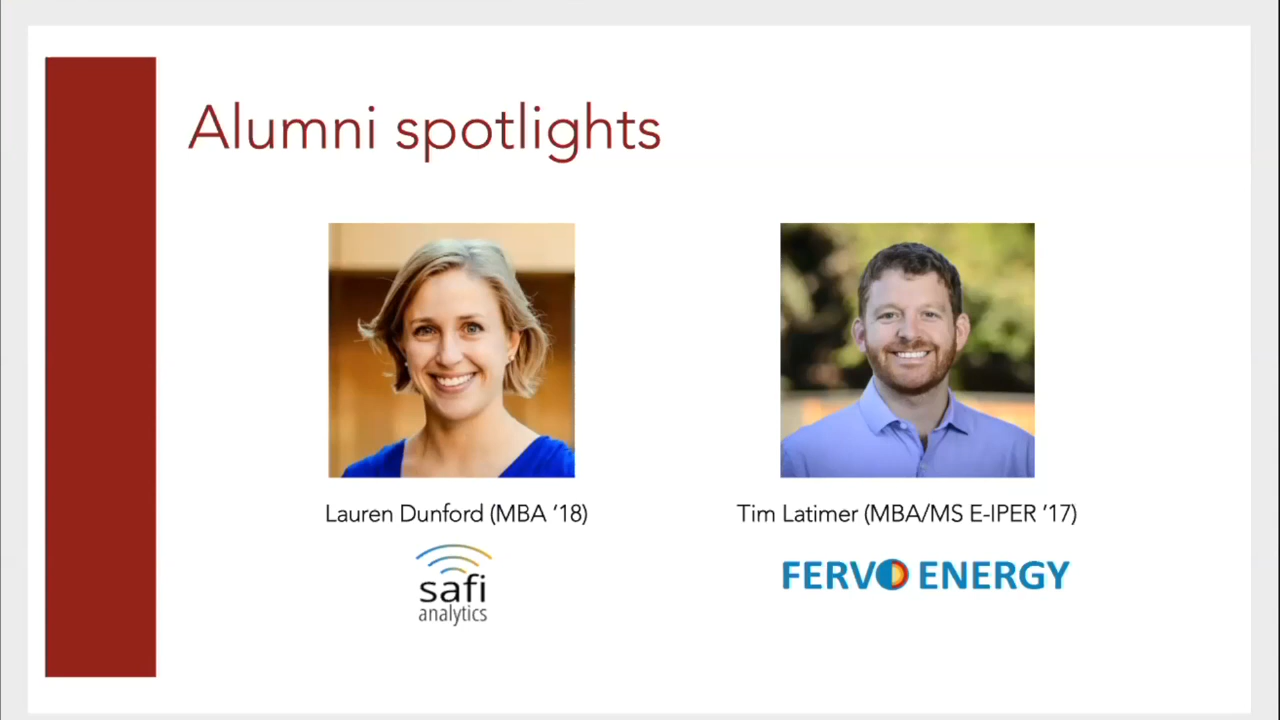 Alumni spotlights
Lauren Dunford (MBA ‘18)
Tim Latimer (MBA/MS E-IPER ‘17)
safi
analytics
FERVO ENERGY